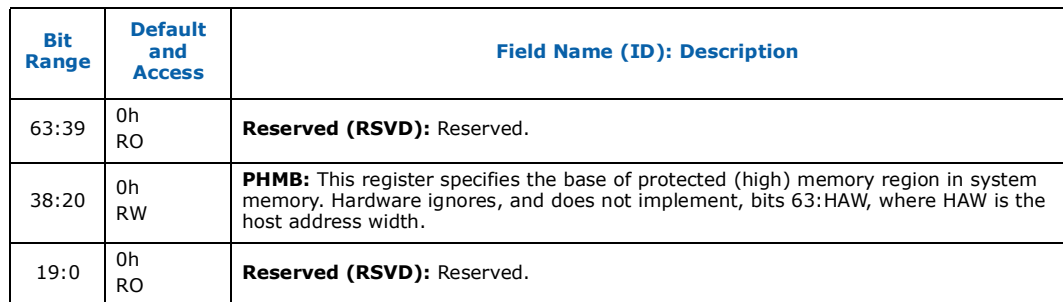 Bit Range
Default and Access
Field Name (ID): Description
63:39
0h
RO
Reserved (RSVD): Reserved.
38:20
0h
RW
PHMB: This register specifies the base of protected (high) memory region in system
memory. Hardware ignores, and does not implement, bits 63:HAW, where HAW is the
host address width.
19:0
0h
RO
Reserved (RSVD): Reserved.